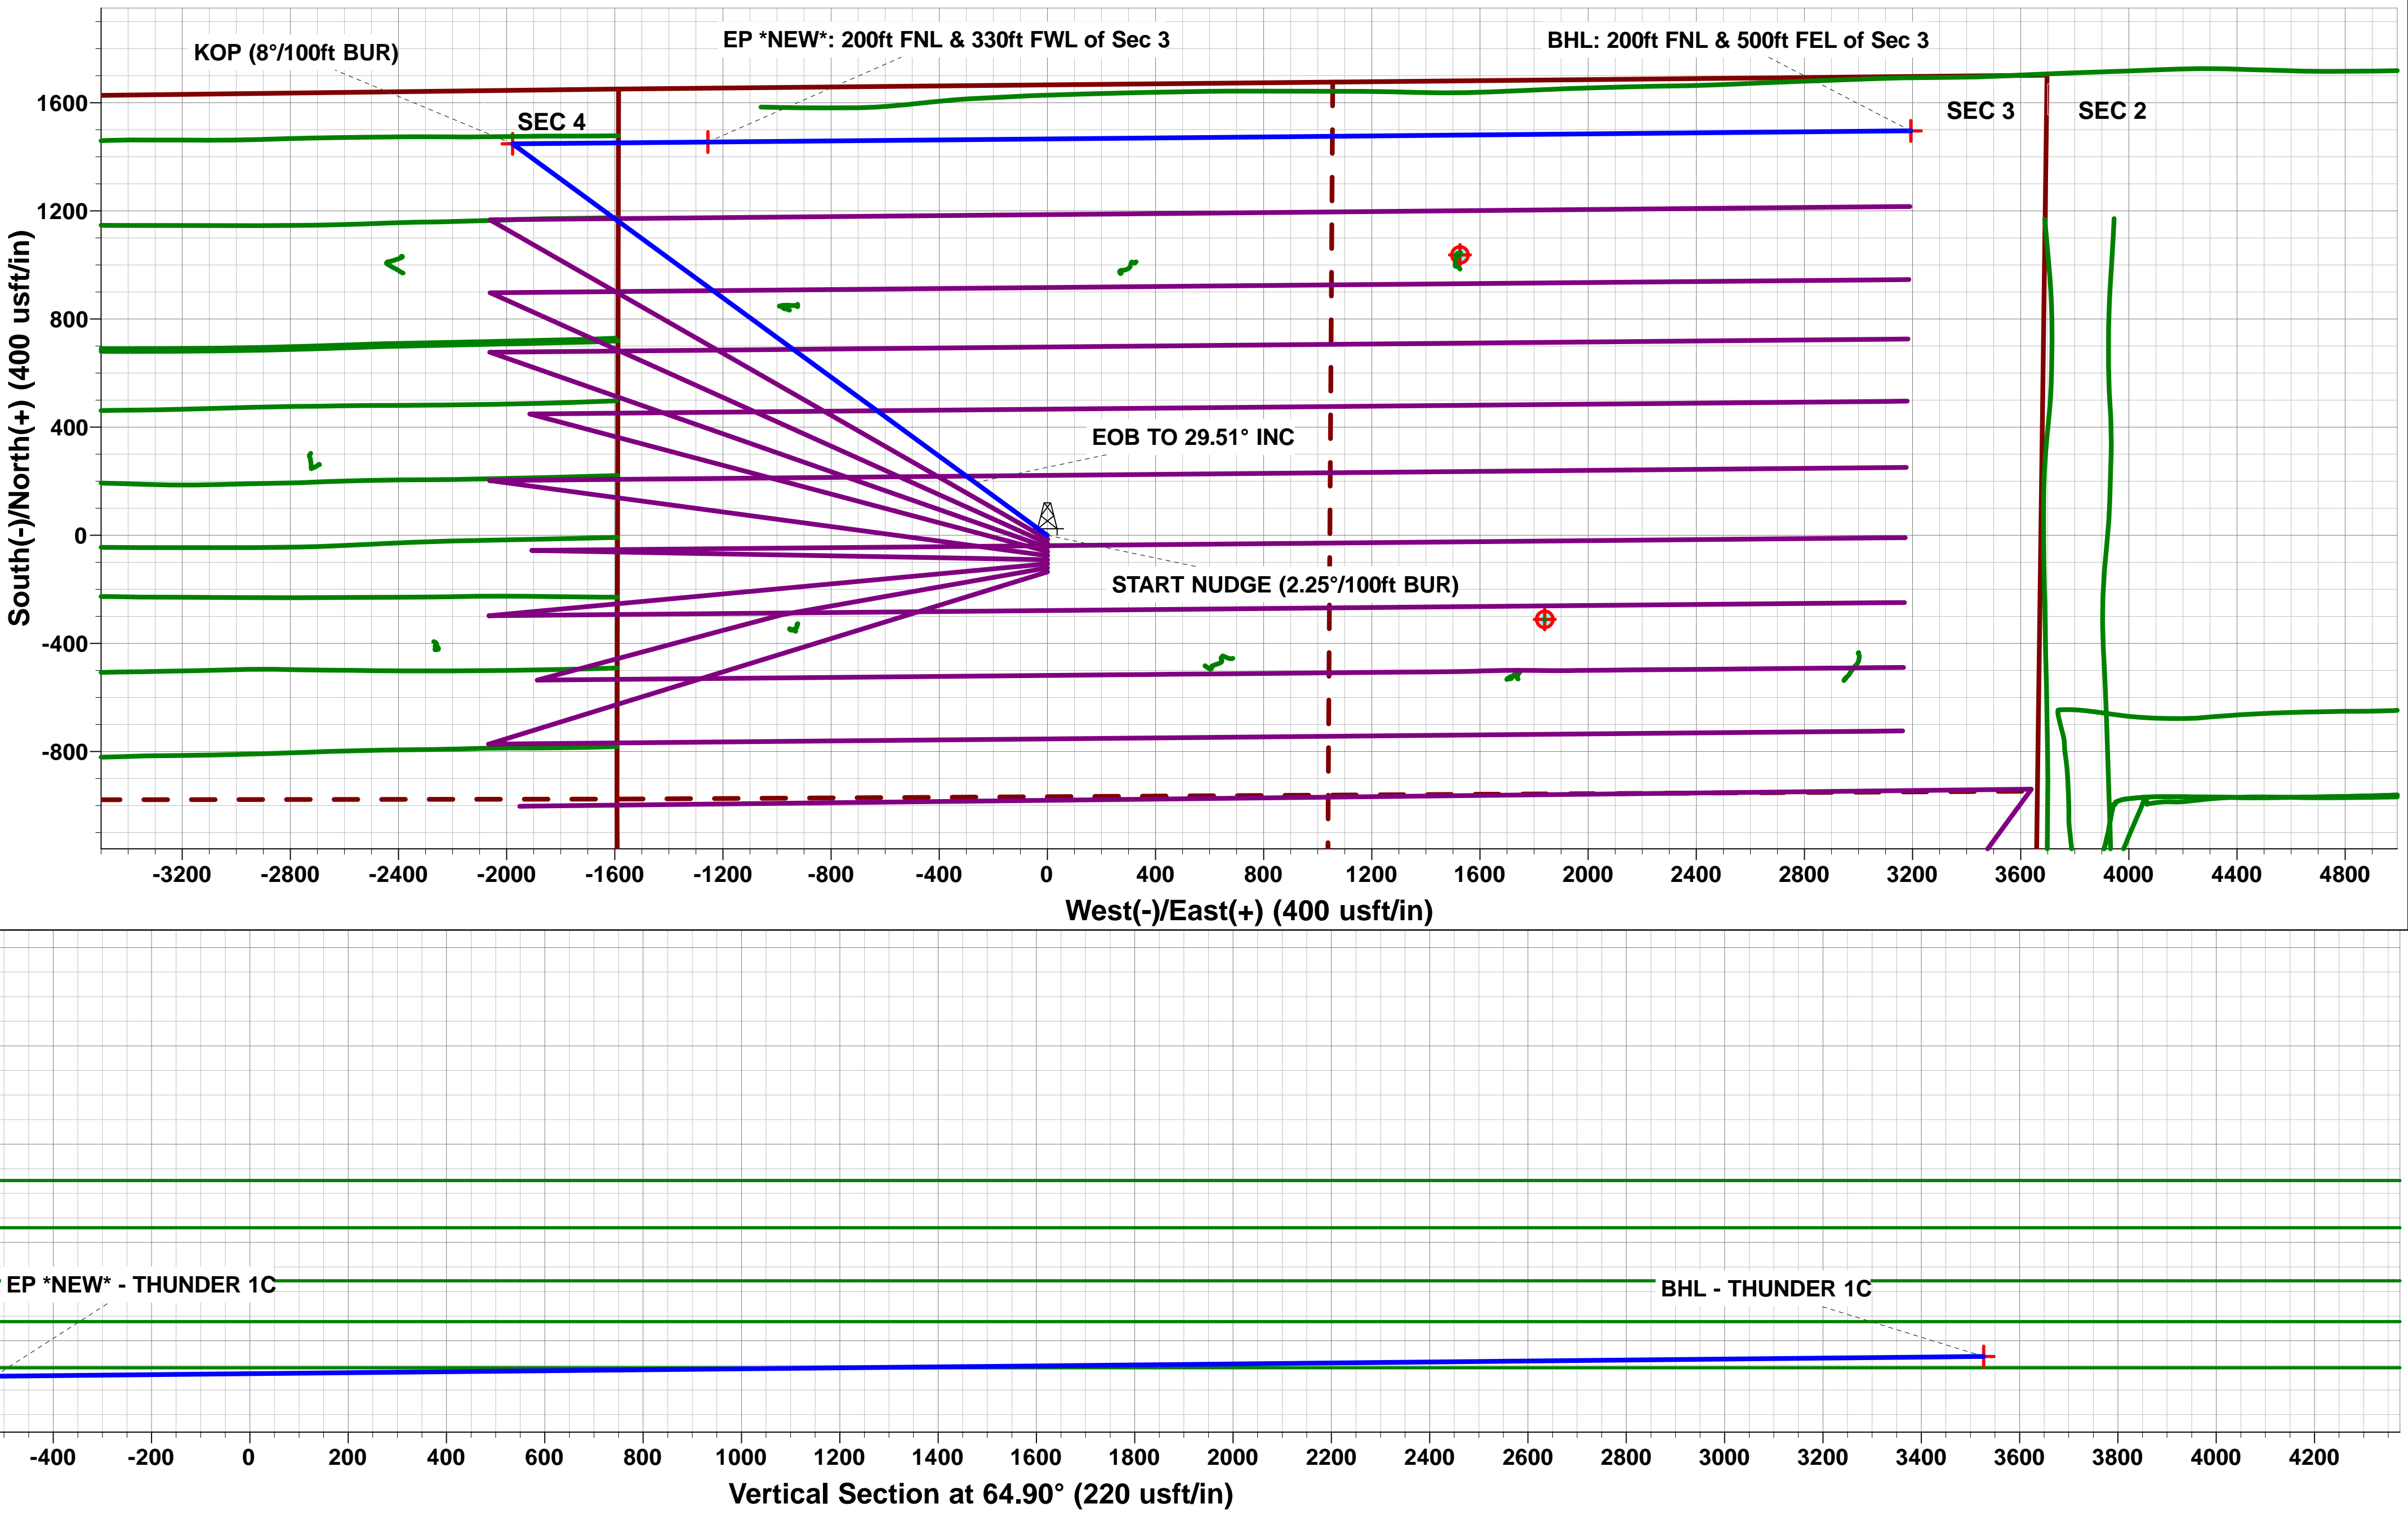 EP *NEW*: 200ft FNL & 330ft FWL of Sec 3
BHL: 200ft FNL & 500ft FEL of Sec 3
KOP (8°/100ft BUR)
SEC 4
SEC 3
SEC 2
1600
1200
800
400
0
-400
-800
South(-)/North(+) (400 usft/in)
EOB TO 29.51° INC
START NUDGE (2.25°/100ft BUR)
-3200 -2800 -2400 -2000 -1600 -1200 -800 -400 0 400 800 1200 1600 2000 2400 2800 3200 3600 4000 4400 4800
West(-)/East(+) (400 usft/in)
EP *NEW* - THUNDER 1C
BHL - THUNDER 1C
-400 -200 0 200 400 600 800 1000 1200 1400 1600 1800 2000 2200 2400 2600 2800 3000 3200 3400 3600 3800 4000 4200
Vertical Section at 64.90° (220 usft/in)